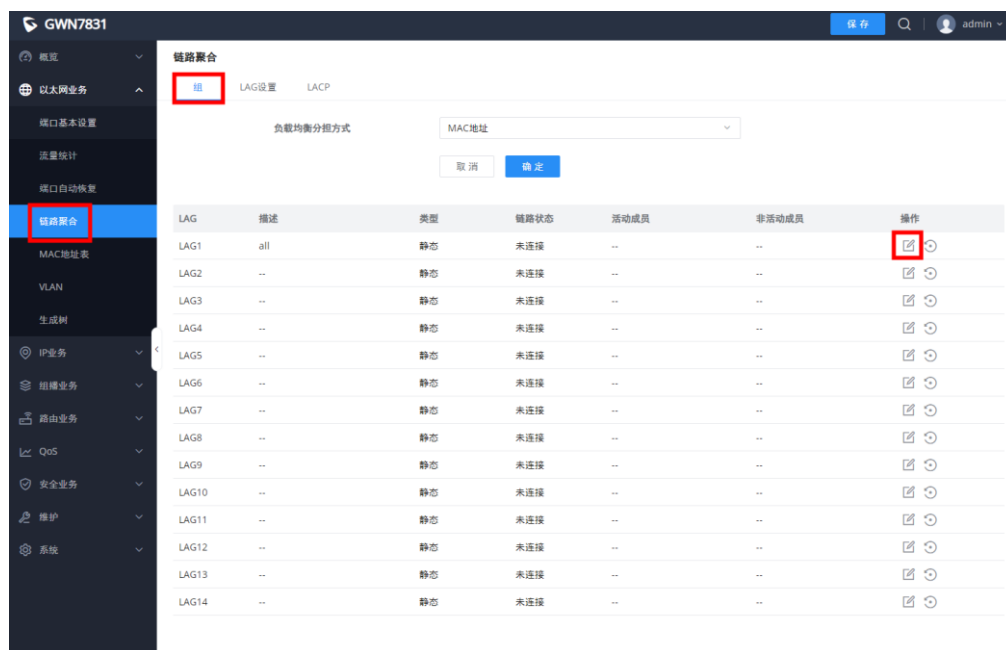 GWN7831
保存
admin
概览
以太网业务
端口基本设置
流量统计
端口自动恢复
链路聚合
MAC地址表
VLAN
生成树
IP业务
组播业务
路由业务
QoS
安全业务
维护
系统
链路聚合
组 LAG设置 LACP
负载均衡分担方式 MAC地址
取消 确定
LAG 描述 类型 链路状态 活动成员 非活动成员 操作
LAG1 all 静态 未连接 -- --
LAG2 -- 静态 未连接 -- --
LAG3 -- 静态 未连接 -- --
LAG4 -- 静态 未连接 -- --
LAG5 -- 静态 未连接 -- --
LAG6 -- 静态 未连接 -- --
LAG7 -- 静态 未连接 -- --
LAG8 -- 静态 未连接 -- --
LAG9 -- 静态 未连接 -- --
LAG10 -- 静态 未连接 -- --
LAG11 -- 静态 未连接 -- --
LAG12 -- 静态 未连接 -- --
LAG13 -- 静态 未连接 -- --
LAG14 -- 静态 未连接 -- --